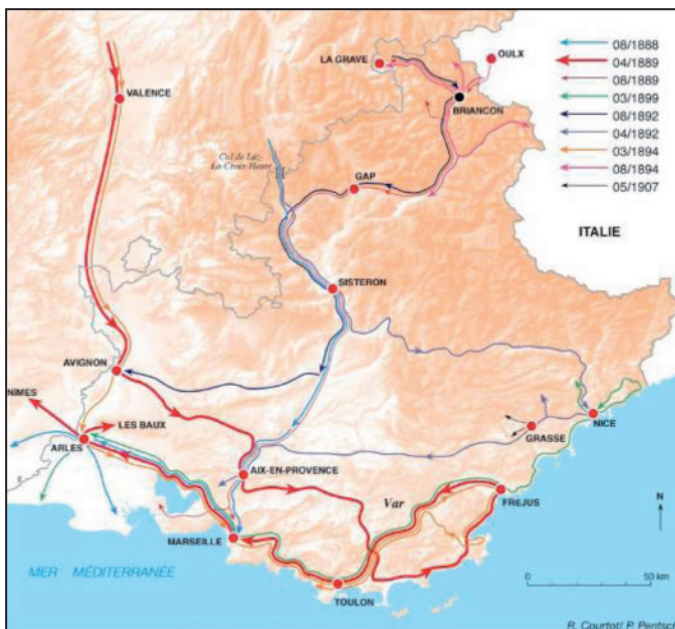 08/1888
04/1889
08/1889
03/1899
08/1892
04/1892
03/1894
08/1894
05/1907
LA GRAVE
OULX
VALENCE
BRIANCON
Col de Luz-
La-Croix-Haute
GAP
ITALIE
SISTERON
AVIGNON
NîMES
LES BAUX
ARLES
NICE
GRASSE
AIX-EN-PROVENCE
Var
FREJUS
MARSEILLE
N
MER MÉDITERRANÉE
TOULON
0
50 km
R. Courtot/ P. Pentsch